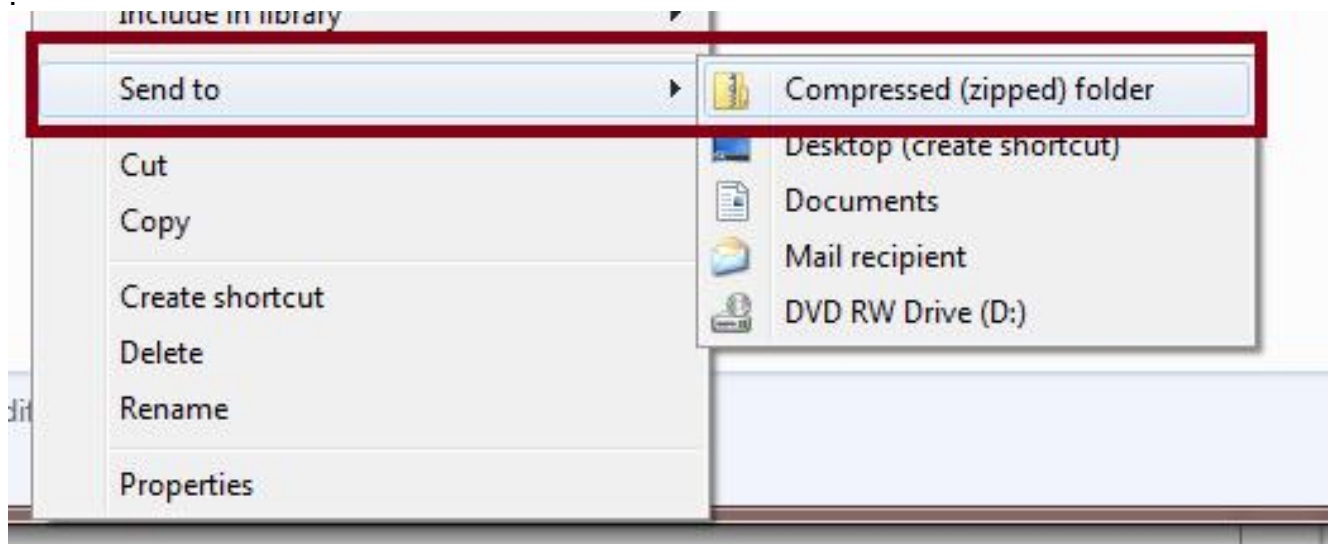 Include in library
Send to
Compressed (zipped) folder
Desktop (create shortcut)
Documents
Mail recipient
DVD RW Drive (D:)
Cut
Copy
Create shortcut
Delete
Rename
Properties